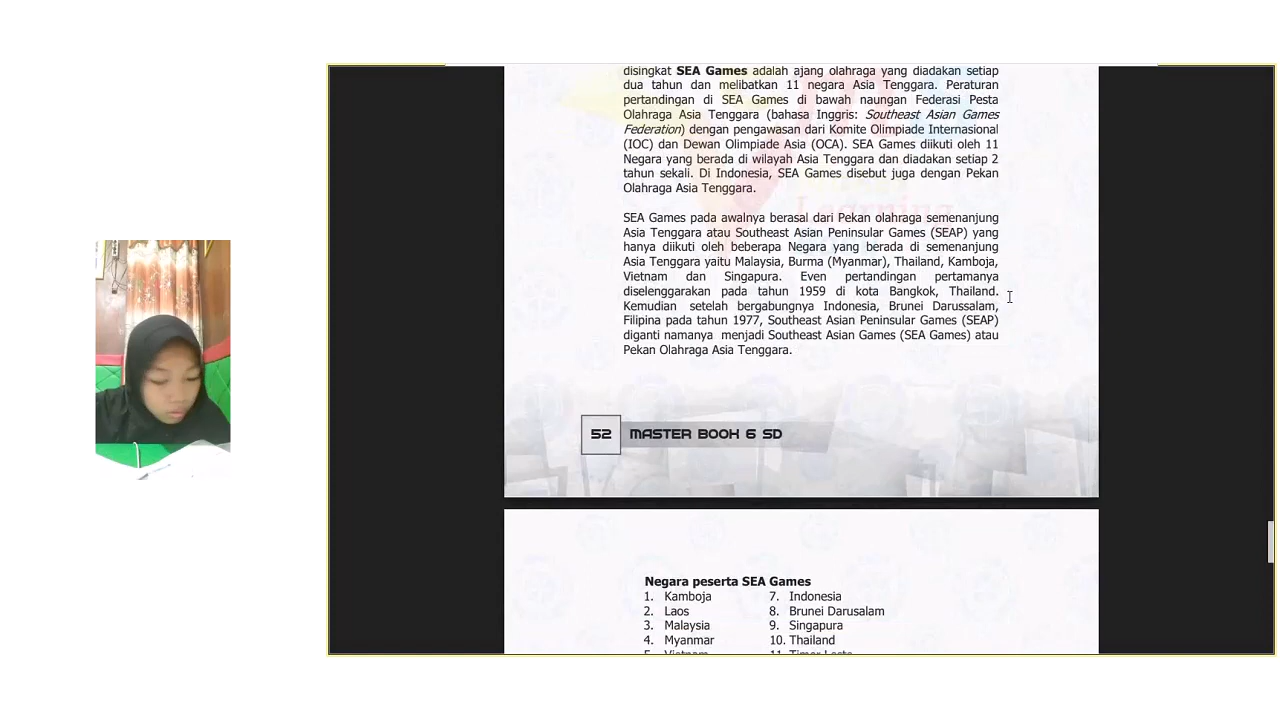 disingkat SEA Games adalah ajang olahraga yang diadakan setiap
dua tahun dan melibatkan 11 negara Asia Tenggara. Peraturan
pertandingan di SEA Games di bawah naungan Federasi Pesta
Olahraga Asia Tenggara (bahasa Inggris: Southeast Asian Games
Federation) dengan pengawasan dari Komite Olimpiade Internasional
(IOC) dan Dewan Olimpiade Asia (OCA). SEA Games diikuti oleh 11
Negara yang berada di wilayah Asia Tenggara dan diadakan setiap 2
tahun sekali. Di Indonesia, SEA Games disebut juga dengan Pekan
Olahraga Asia Tenggara.
Learning
SEA Games pada awalnya berasal dari Pekan olahraga semenanjung
Asia Tenggara atau Southeast Asian Peninsular Games (SEAP) yang
hanya diikuti oleh beberapa Negara yang berada di semenanjung
Asia Tenggara yaitu Malaysia, Burma (Myanmar), Thailand, Kamboja,
Vietnam dan Singapura. Even pertandingan pertamanya
diselenggarakan pada tahun 1959 di kota Bangkok, Thailand.
Kemudian setelah bergabungnya Indonesia, Brunei Darussalam,
Filipina pada tahun 1977, Southeast Asian Peninsular Games (SEAP)
diganti namanya menjadi Southeast Asian Games (SEA Games) atau
Pekan Olahraga Asia Tenggara.
52 MASTER BOOK 6 SD
Negara peserta SEA Games
1. Kamboja 7. Indonesia
2. Laos 8. Brunei Darusalam
3. Malaysia 9. Singapura
4. Myanmar 10. Thailand
5. Vietnam 11. Timor Leste